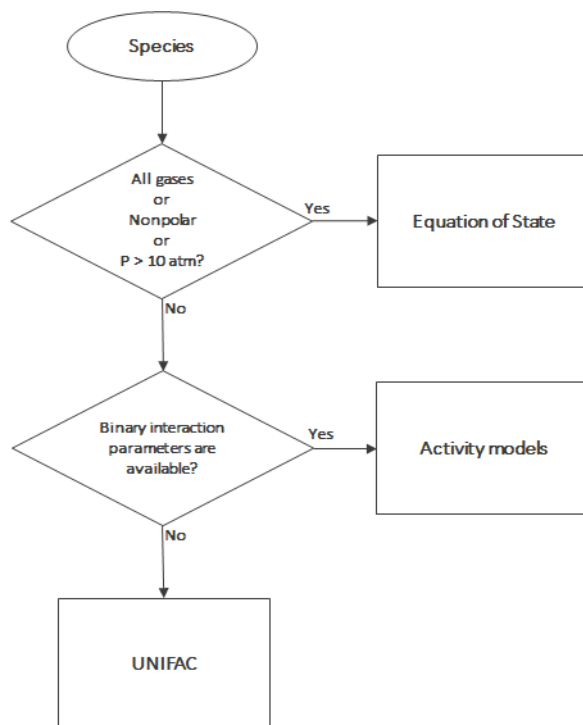 Species
All gases
or
Nonpolar
or
P > 10 atm?
Yes
Equation of State
No
Binary interaction
parameters are
available?
Yes
Activity models
No
UNIFAC